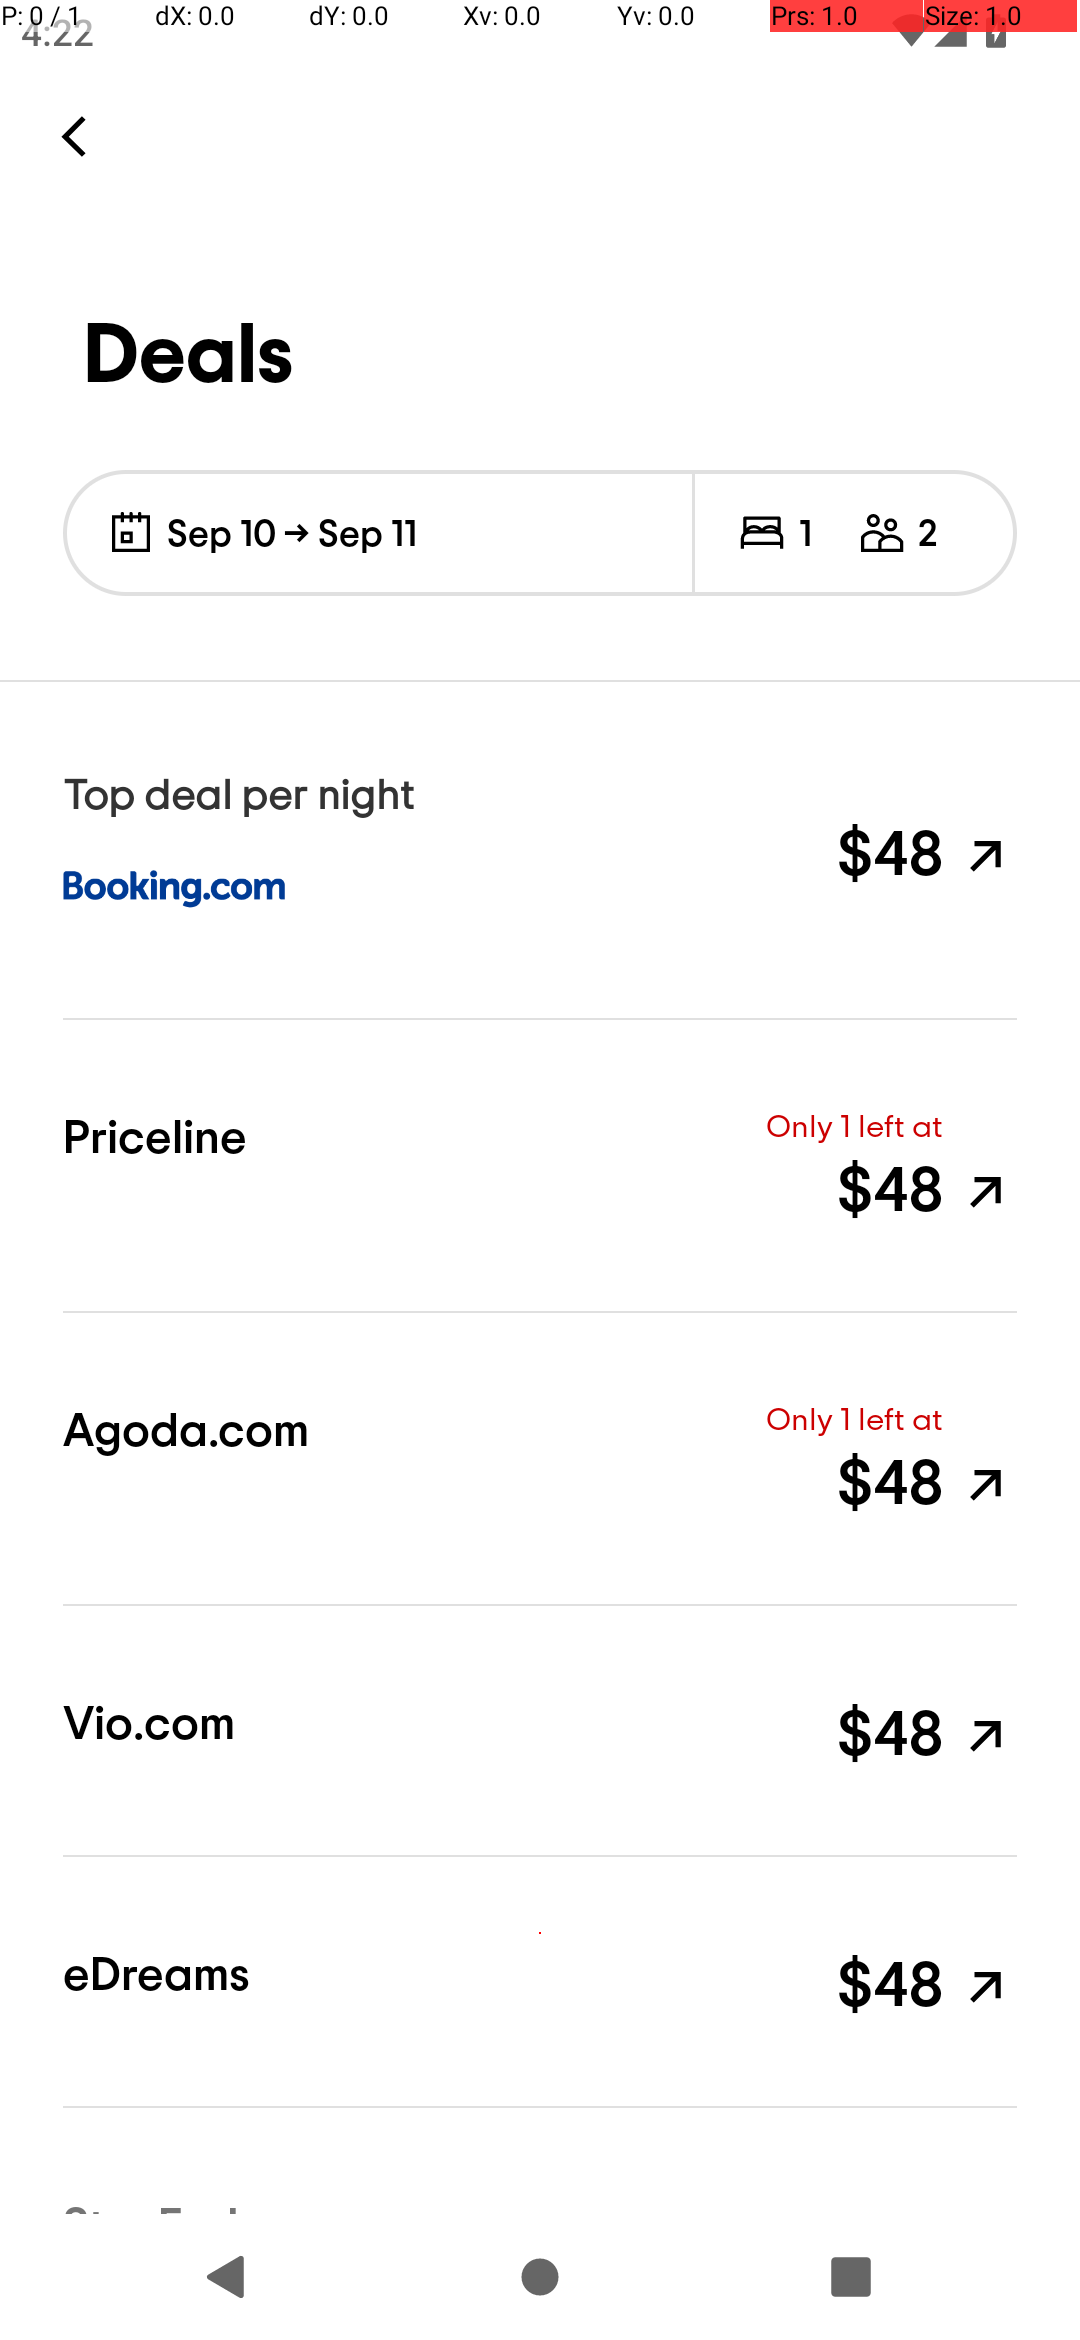 P: 0 / 1 dX: 0.0 dY: 0.0 Xv: 0.0 Yv: 0.0 Prs: 1.0 Size: 1.0
4:22
Deals
Sep 10 → Sep 11 1 2
Top deal per night
Booking.com
$48
Priceline
Only 1 left at
$48
Agoda.com
Only 1 left at
$48
Vio.com
$48
eDreams
$48